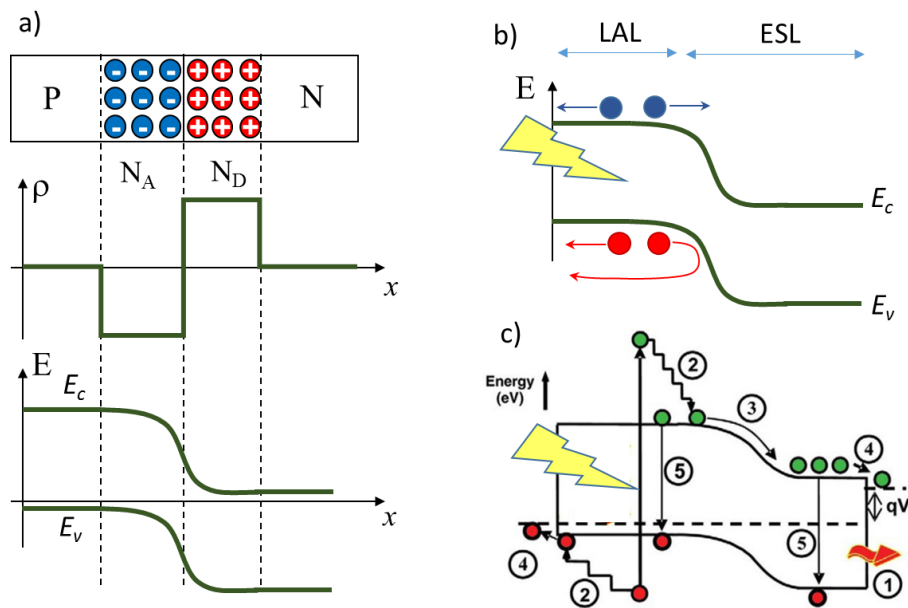 a)
P
- - -
+ + +
- - -
+ + +
- - -
+ + +
N
N_A
N_D
ρ
x
E
E_c
E_v
x
b)
LAL
ESL
E
E_c
E_v
c)
Energy
(eV)
2
3
4
5
qV
5
4
2
1